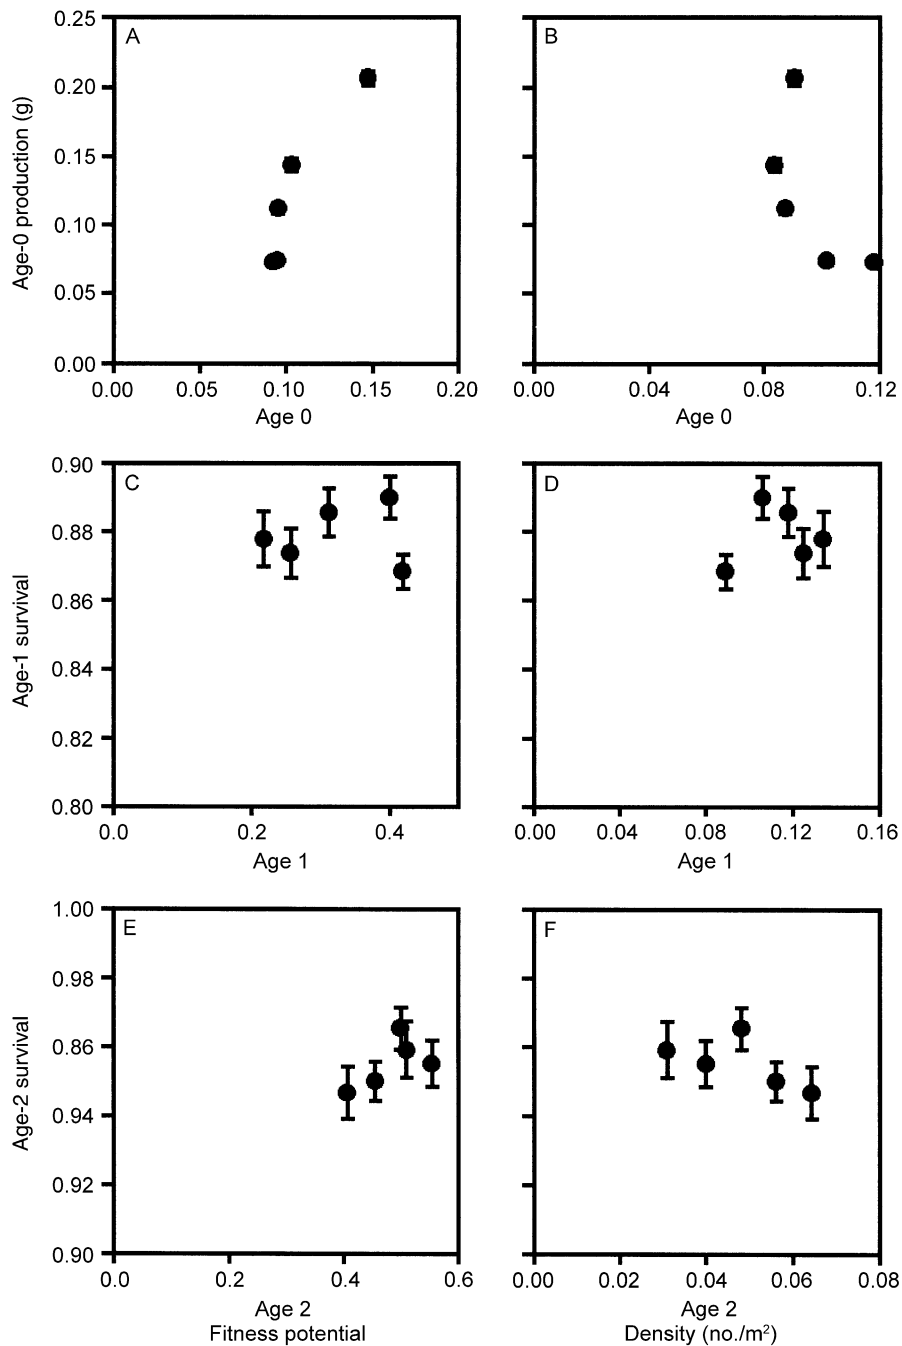 A
B
0.25
0.20
0.15
0.10
0.05
0.00
Age-0 production (g)
0.00 0.05 0.10 0.15 0.20
0.00 0.04 0.08 0.12
Age 0
Age 0
C
D
0.90
0.88
0.86
0.84
0.82
0.80
Age-1 survival
0.0 0.2 0.4
0.00 0.04 0.08 0.12 0.16
Age 1
Age 1
E
F
1.00
0.98
0.86
0.94
0.92
0.90
Age-2 survival
0.0 0.2 0.4 0.6
0.00 0.02 0.04 0.06 0.08
Age 2
Fitness potential
Age 2
Density (no./m²)